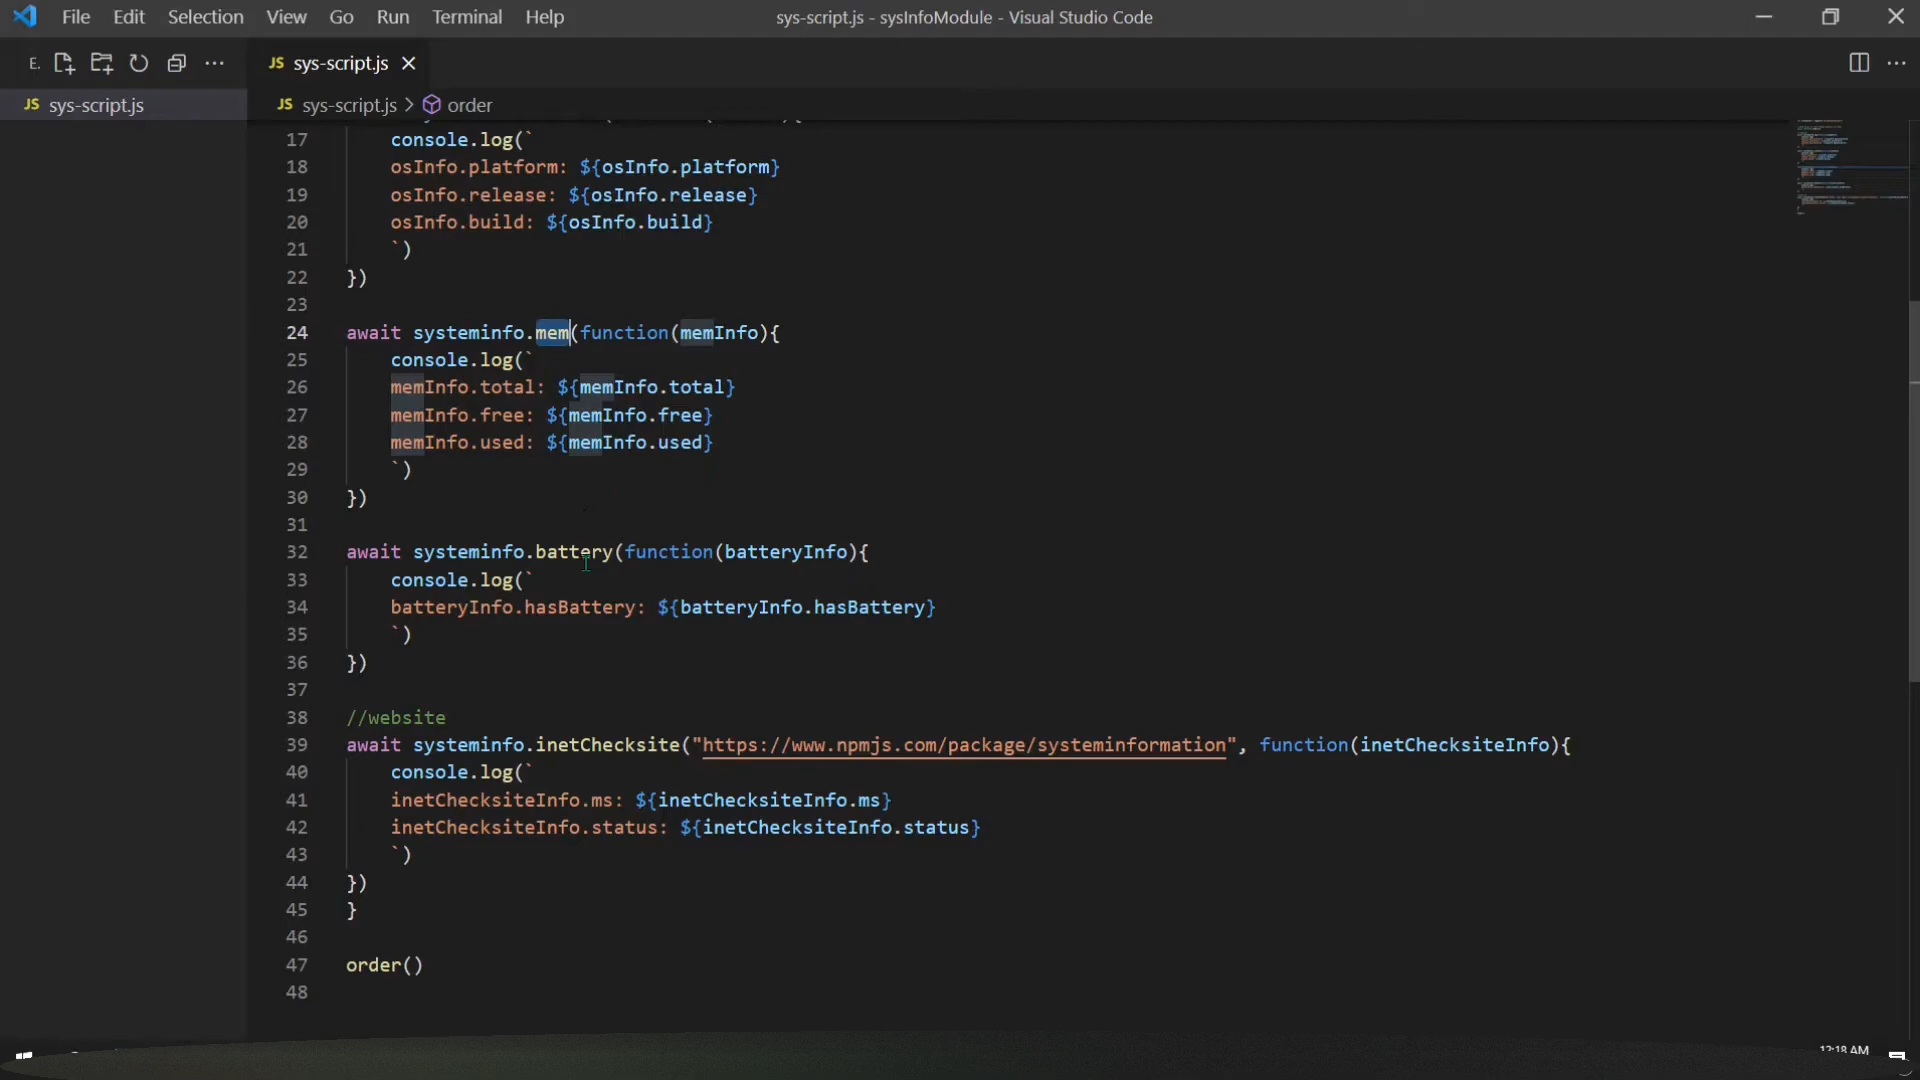 File Edit Selection View Go Run Terminal Help
sys-script.js - sysInfoModule - Visual Studio Code
E.
JS sys-script.js
JS sys-script.js
JS sys-script.js > order
17 console.log(`
18 osInfo.platform: ${osInfo.platform}
19 osInfo.release: ${osInfo.release}
20 osInfo.build: ${osInfo.build}
21 `)
22 })
23
24 await systeminfo.mem(function(memInfo){
25 console.log(`
26 memInfo.total: ${memInfo.total}
27 memInfo.free: ${memInfo.free}
28 memInfo.used: ${memInfo.used}
29 `)
30 })
31
32 await systeminfo.battery(function(batteryInfo){
33 console.log(`
34 batteryInfo.hasBattery: ${batteryInfo.hasBattery}
35 `)
36 })
37
38 //website
39 await systeminfo.inetChecksite("https://www.npmjs.com/package/systeminformation", function(inetChecksiteInfo){
40 console.log(`
41 inetChecksiteInfo.ms: ${inetChecksiteInfo.ms}
42 inetChecksiteInfo.status: ${inetChecksiteInfo.status}
43 `)
44 })
45 }
46
47 order()
48
12:18 AM